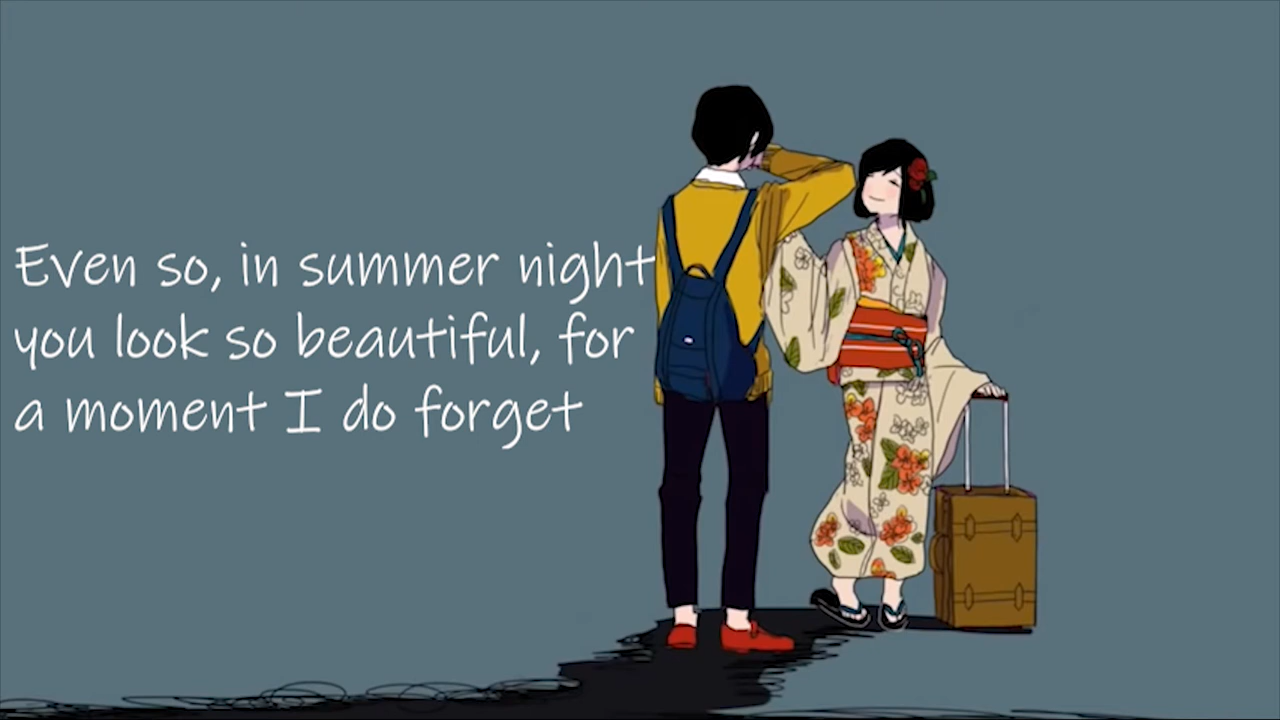 Even so, in summer night
you look so beautiful, for
a moment I do forget